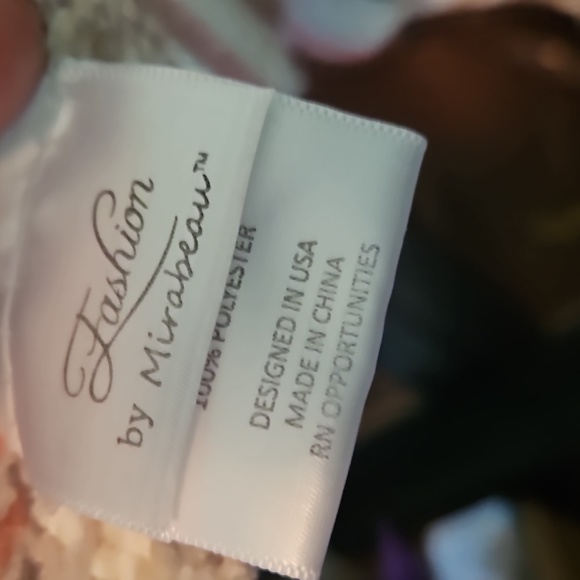 Fashion
by Mirabeau™
100% POLYESTER
DESIGNED IN USA
MADE IN CHINA
RN OPPORTUNITIES